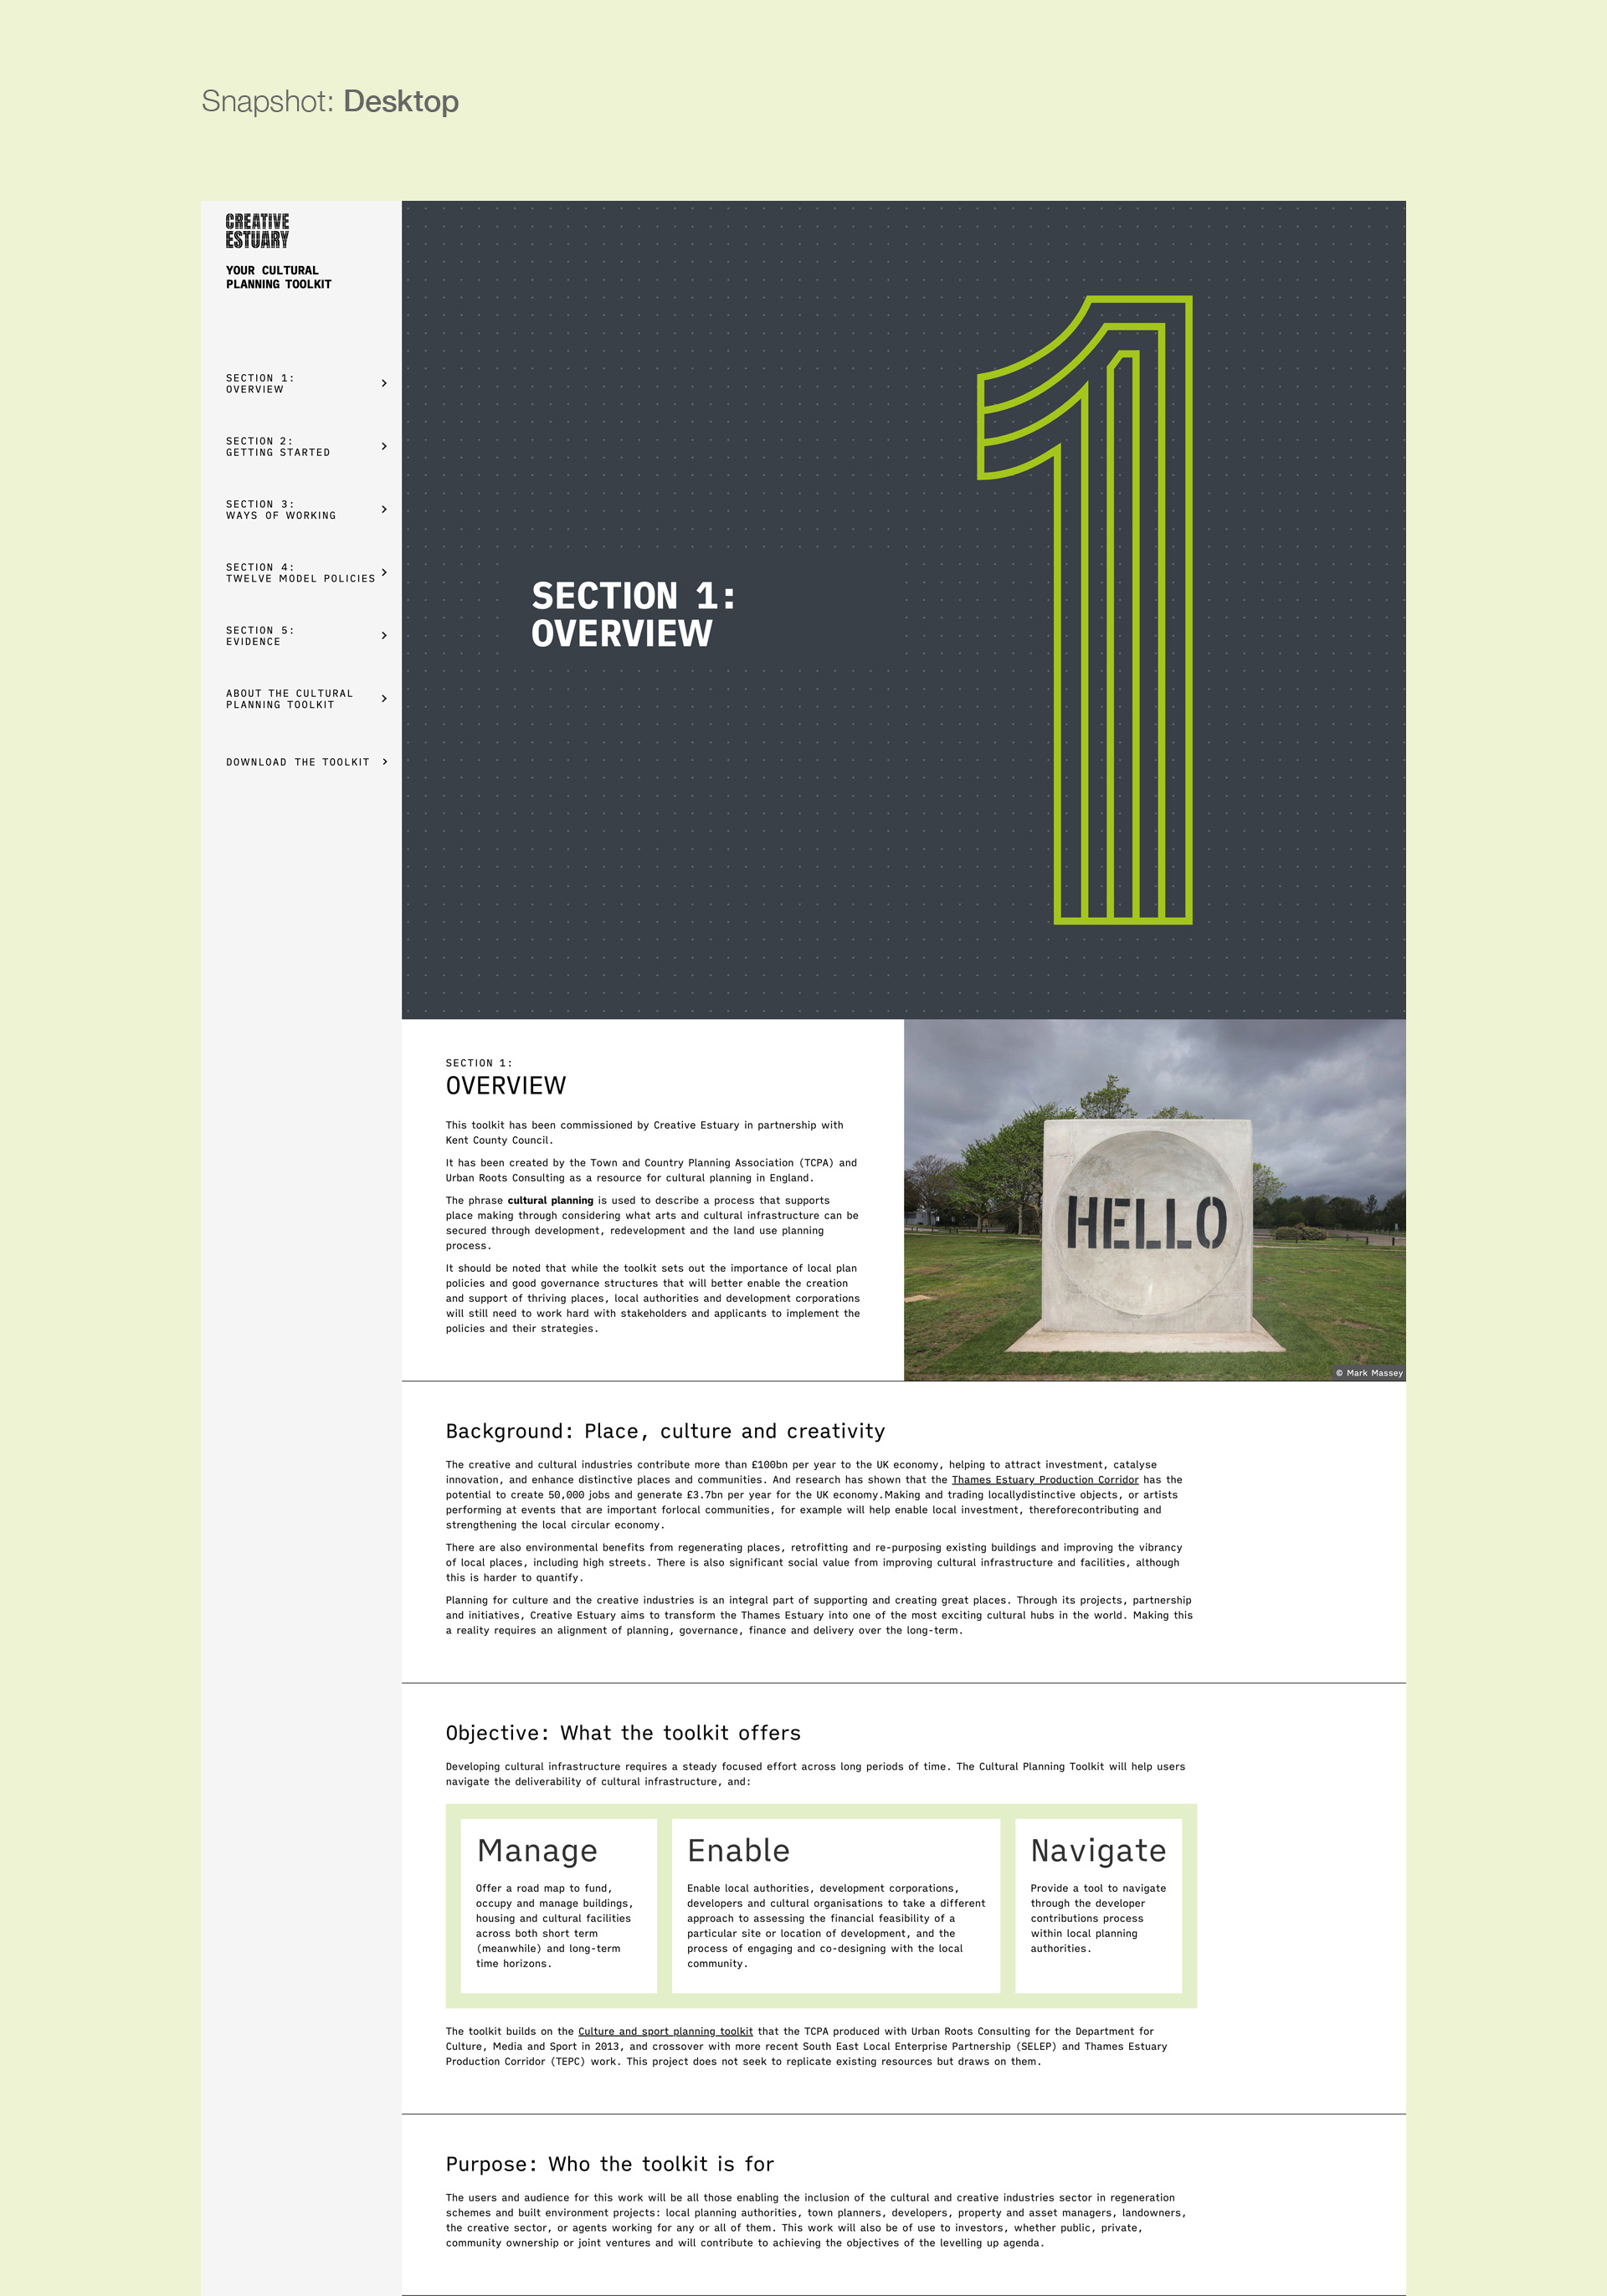 Snapshot: Desktop
CREATIVE
ESTUARY
YOUR CULTURAL
PLANNING TOOLKIT
SECTION 1:
OVERVIEW
SECTION 2:
GETTING STARTED
SECTION 3:
WAYS OF WORKING
SECTION 4:
TWELVE MODEL POLICIES
SECTION 5:
EVIDENCE
ABOUT THE CULTURAL
PLANNING TOOLKIT
DOWNLOAD THE TOOLKIT
1
SECTION 1:
OVERVIEW
SECTION 1:
OVERVIEW
This toolkit has been commissioned by Creative Estuary in partnership with
Kent County Council.
It has been created by the Town and Country Planning Association (TCPA) and
Urban Roots Consulting as a resource for cultural planning in England.
The phrase cultural planning is used to describe a process that supports
place making through considering what arts and cultural infrastructure can be
secured through development, redevelopment and the land use planning
process.
It should be noted that while the toolkit sets out the importance of local plan
policies and good governance structures that will better enable the creation
and support of thriving places, local authorities and development corporations
will still need to work hard with stakeholders and applicants to implement the
policies and their strategies.
HELLO
© Mark Massey
Background: Place, culture and creativity
The creative and cultural industries contribute more than £100bn per year to the UK economy, helping to attract investment, catalyse
innovation, and enhance distinctive places and communities. And research has shown that the Thames Estuary Production Corridor has the
potential to create 50,000 jobs and generate £3.7bn per year for the UK economy.Making and trading locallydistinctive objects, or artists
performing at events that are important forlocal communities, for example will help enable local investment, thereforecontributing and
strengthening the local circular economy.
There are also environmental benefits from regenerating places, retrofitting and re-purposing existing buildings and improving the vibrancy
of local places, including high streets. There is also significant social value from improving cultural infrastructure and facilities, although
this is harder to quantify.
Planning for culture and the creative industries is an integral part of supporting and creating great places. Through its projects, partnership
and initiatives, Creative Estuary aims to transform the Thames Estuary into one of the most exciting cultural hubs in the world. Making this
a reality requires an alignment of planning, governance, finance and delivery over the long-term.
Objective: What the toolkit offers
Developing cultural infrastructure requires a steady focused effort across long periods of time. The Cultural Planning Toolkit will help users
navigate the deliverability of cultural infrastructure, and:
Manage
Offer a road map to fund,
occupy and manage buildings,
housing and cultural facilities
across both short term
(meanwhile) and long-term
time horizons.
Enable
Enable local authorities, development corporations,
developers and cultural organisations to take a different
approach to assessing the financial feasibility of a
particular site or location of development, and the
process of engaging and co-designing with the local
community.
Navigate
Provide a tool to navigate
through the developer
contributions process
within local planning
authorities.
The toolkit builds on the Culture and sport planning toolkit that the TCPA produced with Urban Roots Consulting for the Department for
Culture, Media and Sport in 2013, and crossover with more recent South East Local Enterprise Partnership (SELEP) and Thames Estuary
Production Corridor (TEPC) work. This project does not seek to replicate existing resources but draws on them.
Purpose: Who the toolkit is for
The users and audience for this work will be all those enabling the inclusion of the cultural and creative industries sector in regeneration
schemes and built environment projects: local planning authorities, town planners, developers, property and asset managers, landowners,
the creative sector, or agents working for any or all of them. This work will also be of use to investors, whether public, private,
community ownership or joint ventures and will contribute to achieving the objectives of the levelling up agenda.